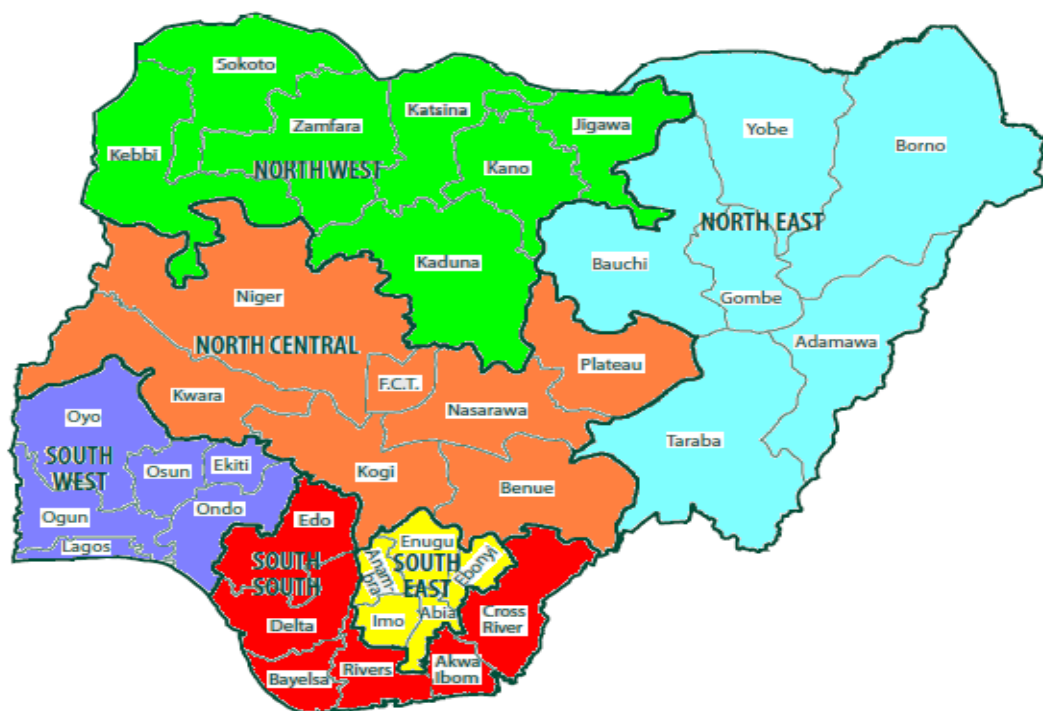 Sokoto
Katsina
Zamfara
Jigawa
Yobe
Borno
Kebbi
NORTH WEST
Kano
NORTH EAST
Kaduna
Bauchi
Niger
Gombe
NORTH CENTRAL
Adamawa
F.C.T.
Plateau
Kwara
Nasarawa
Oyo
Taraba
SOUTH
WEST
Osun
Ekiti
Kogi
Benue
Ogun
Ondo
Lagos
Edo
Enugu
SOUTH
SOUTH
Anam-
bra
SOUTH
EAST
Ebonyi
Delta
Imo
Abia
Cross
River
Bayelsa
Rivers
Akwa
Ibom